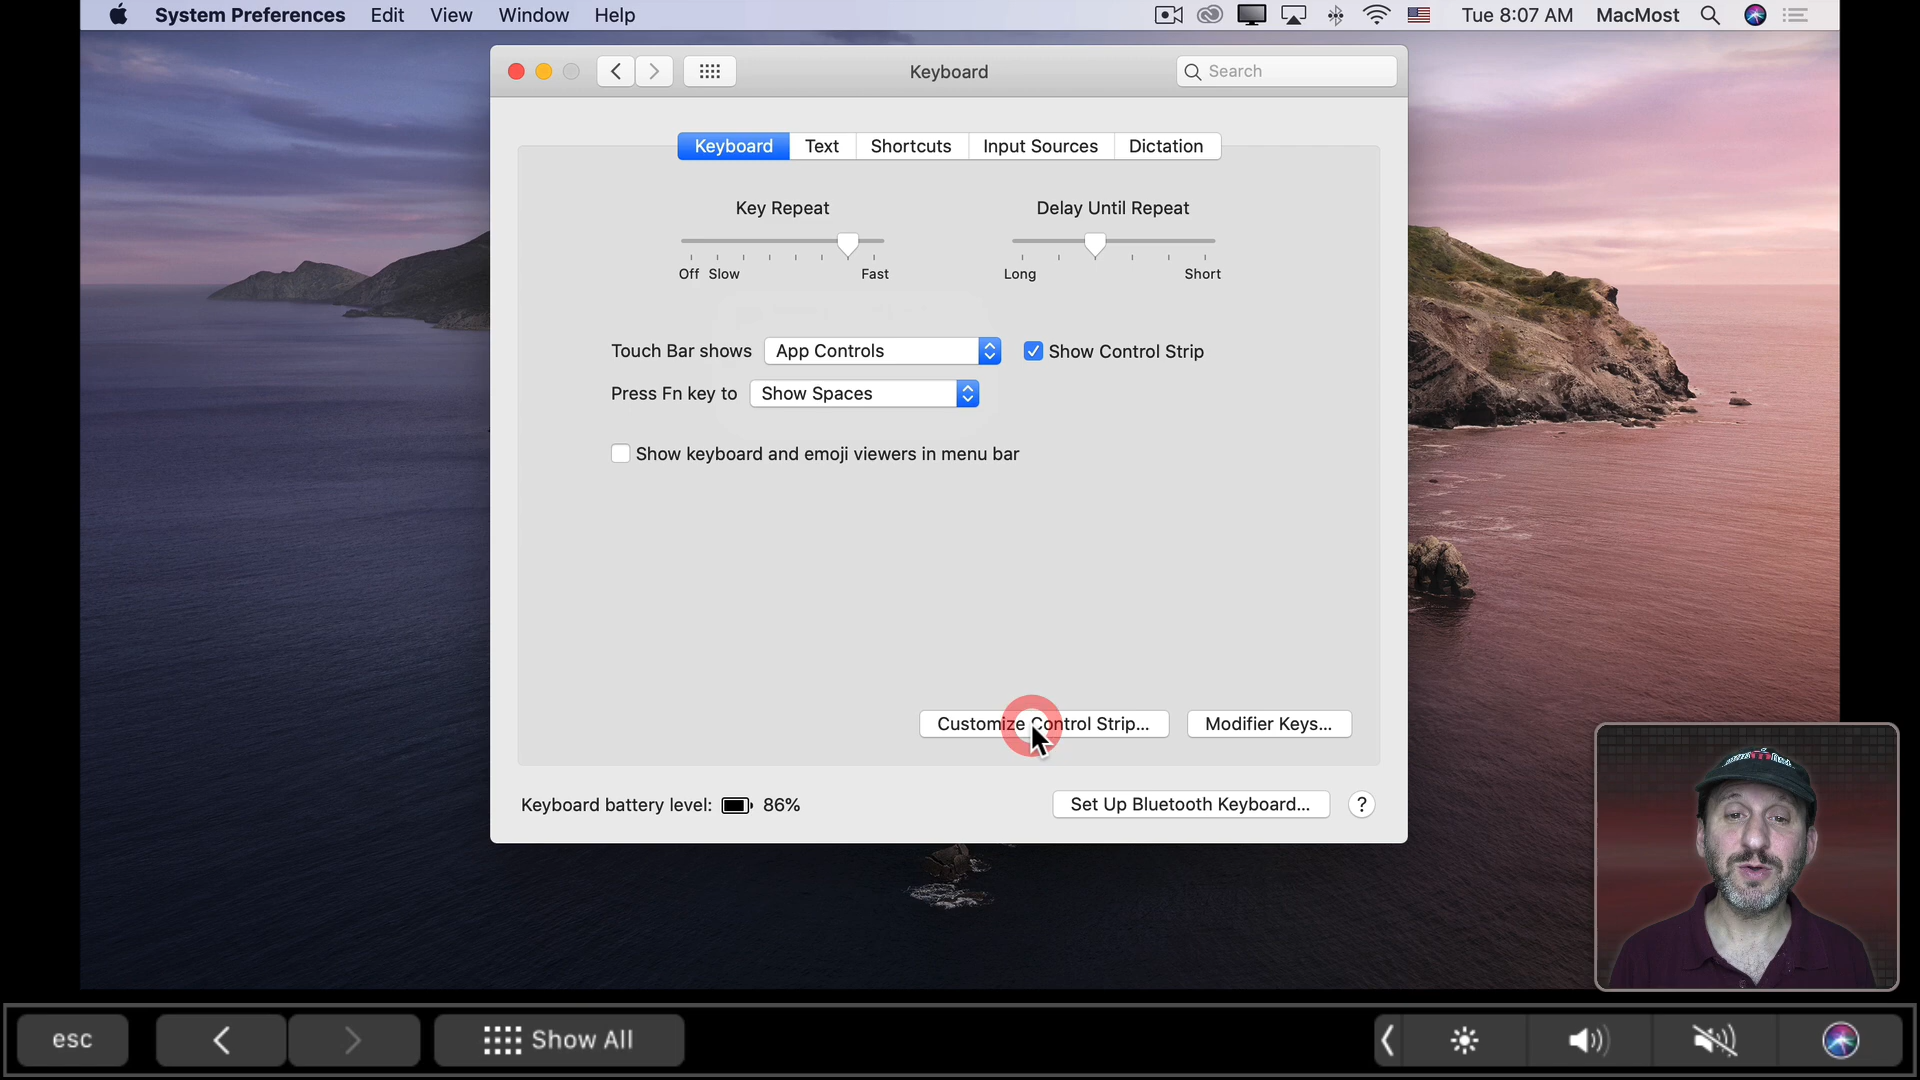 System Preferences Edit View Window Help Tue 8:07 AM MacMost
Keyboard Search
Keyboard Text Shortcuts Input Sources Dictation
Key Repeat Delay Until Repeat
Off Slow Fast Long Short
Touch Bar shows App Controls Show Control Strip
Press Fn key to Show Spaces
Show keyboard and emoji viewers in menu bar
Customize Control Strip... Modifier Keys...
Keyboard battery level: 86% Set Up Bluetooth Keyboard... ?
esc Show All